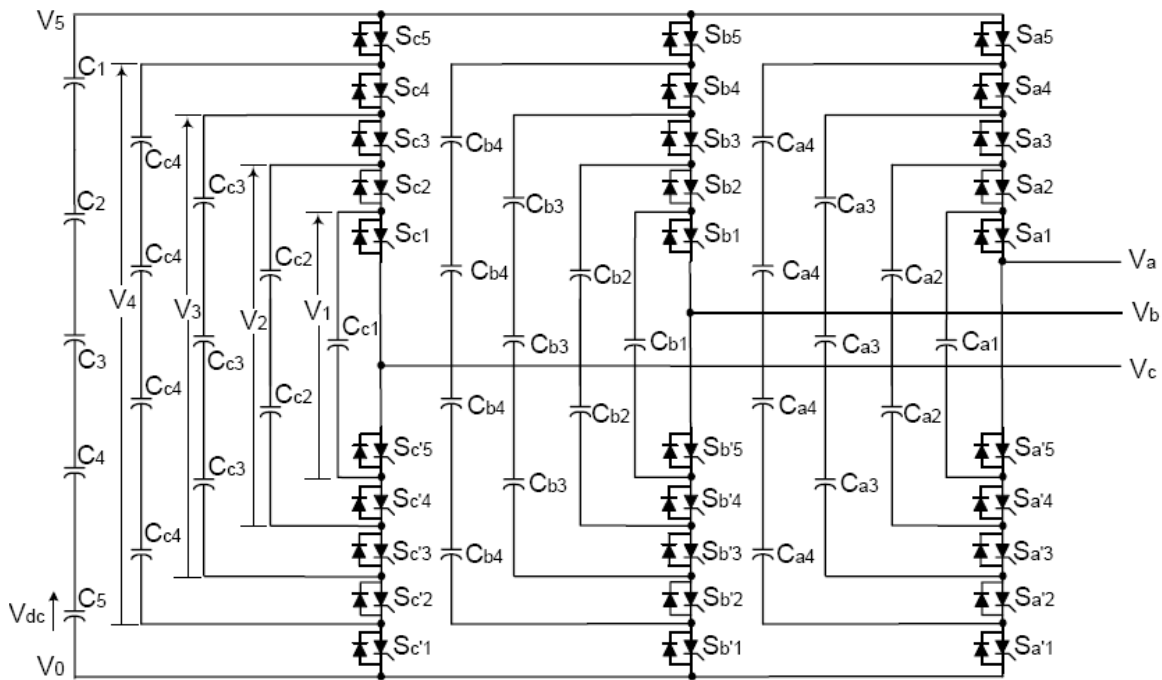 V5 Sc5 Sb5 Sa5
C1 Sc4 Sb4 Sa4
Cc4 Sc3 Cb4 Sb3 Ca4 Sa3
C2 Cc3 Sc2 Cb3 Sb2 Ca3 Sa2
Sc1 Sb1 Sa1
Cc4 Cc2 Cb4 Cb2 Ca4 Ca2 Va
V4 V3 V2 V1 Vb
C3 Cc3 Cc1 Cb3 Cb1 Ca3 Ca1
Vc
Cc4 Cc2 Cb4 Cb2 Ca4 Ca2
C4 Sc'5 Sb'5 Sa'5
Cc3 Sc'4 Cb3 Sb'4 Ca3 Sa'4
Cc4 Sc'3 Cb4 Sb'3 Ca4 Sa'3
C5 Sc'2 Sb'2 Sa'2
Vdc
Sc'1 Sb'1 Sa'1
V0